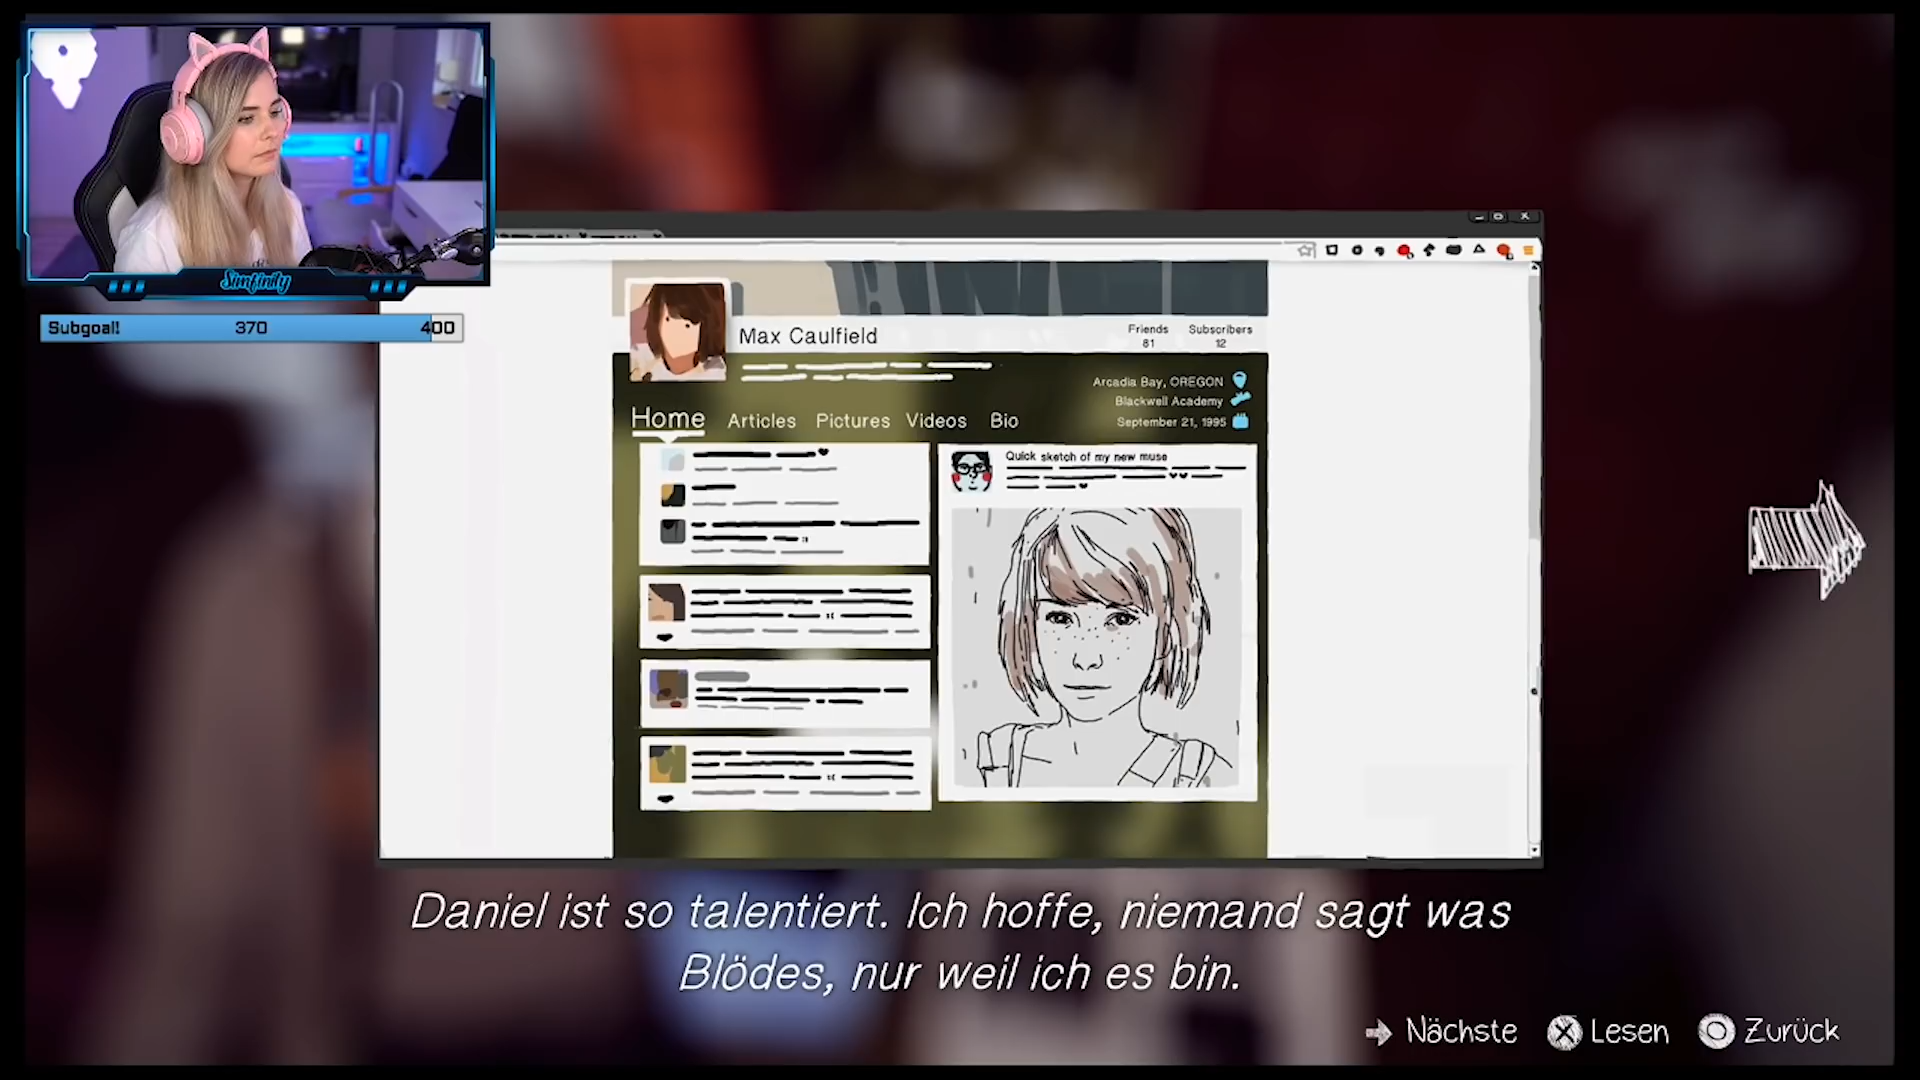 Simfinity
Subgoal! 370 400
Max Caulfield
Friends
81
Subscribers
12
Arcadia Bay, OREGON
Blackwell Academy
September 21, 1995
Home Articles Pictures Videos Bio
Quick sketch of my new muse
Daniel ist so talentiert. Ich hoffe, niemand sagt was
Blödes, nur weil ich es bin.
Nächste Lesen Zurück